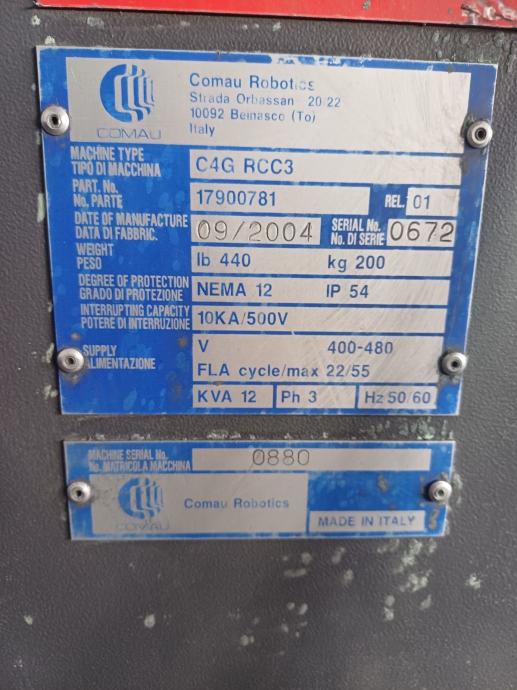 COMAU
Comau Robotics
Strada Orbassan 20/22
10092 Beinasco (To)
Italy
MACHINE TYPE
TIPO DI MACCHINA
C4G RCC3
PART. No.
No. PARTE
17900781
REL. 01
DATE OF MANUFACTURE
DATA DI FABBRIC.
09/2004
SERIAL No.
No. DI SERIE
0672
WEIGHT
PESO
lb 440 kg 200
DEGREE OF PROTECTION
GRADO DI PROTEZIONE
NEMA 12 IP 54
INTERRUPTING CAPACITY
POTERE DI INTERRUZIONE
10KA/500V
SUPPLY
ALIMENTAZIONE
V 400-480
FLA cycle/max 22/55
KVA 12 Ph 3 Hz 50/60
MACHINE SERIAL No.
No. MATRICOLA MACCHINA
0880
COMAU
Comau Robotics
MADE IN ITALY